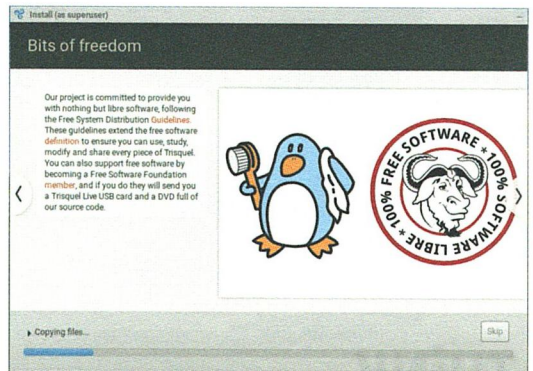 Install (as superuser)
Bits of freedom
Our project is committed to provide you
with nothing but libre software, following
the Free System Distribution Guidelines.
These guidelines extend the free software
definition to ensure you can use, study,
modify and share every piece of Trisquel.
You can also support free software by
becoming a Free Software Foundation
member, and if you do they will send you
a Trisquel Live USB card and a DVD full of
our source code.
100% FREE SOFTWARE * 100% SOFTWARE LIBRE *
Copying files...
Skip